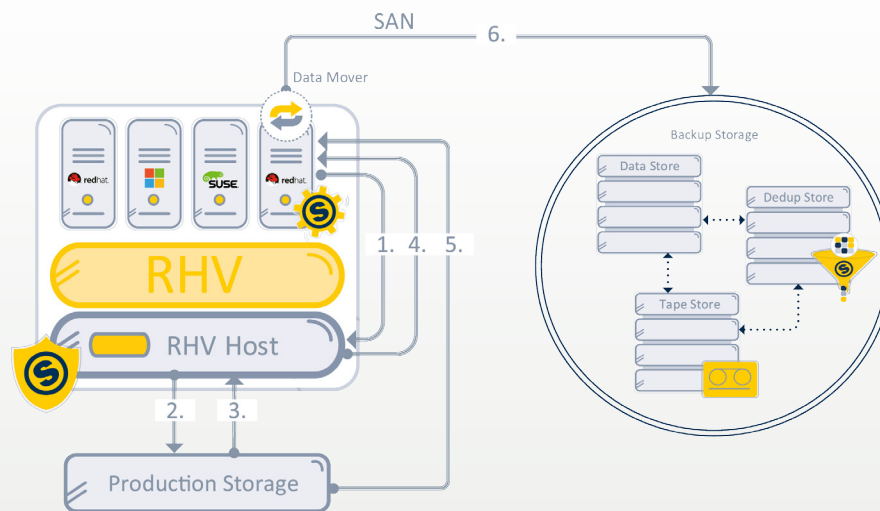 SAN
6.
Data Mover
Backup Storage
redhat.
SUSE.
redhat.
Data Store
Dedup Store
S
1. 4. 5.
RHV
S
Tape Store
RHV Host
S
2. 3.
Production Storage